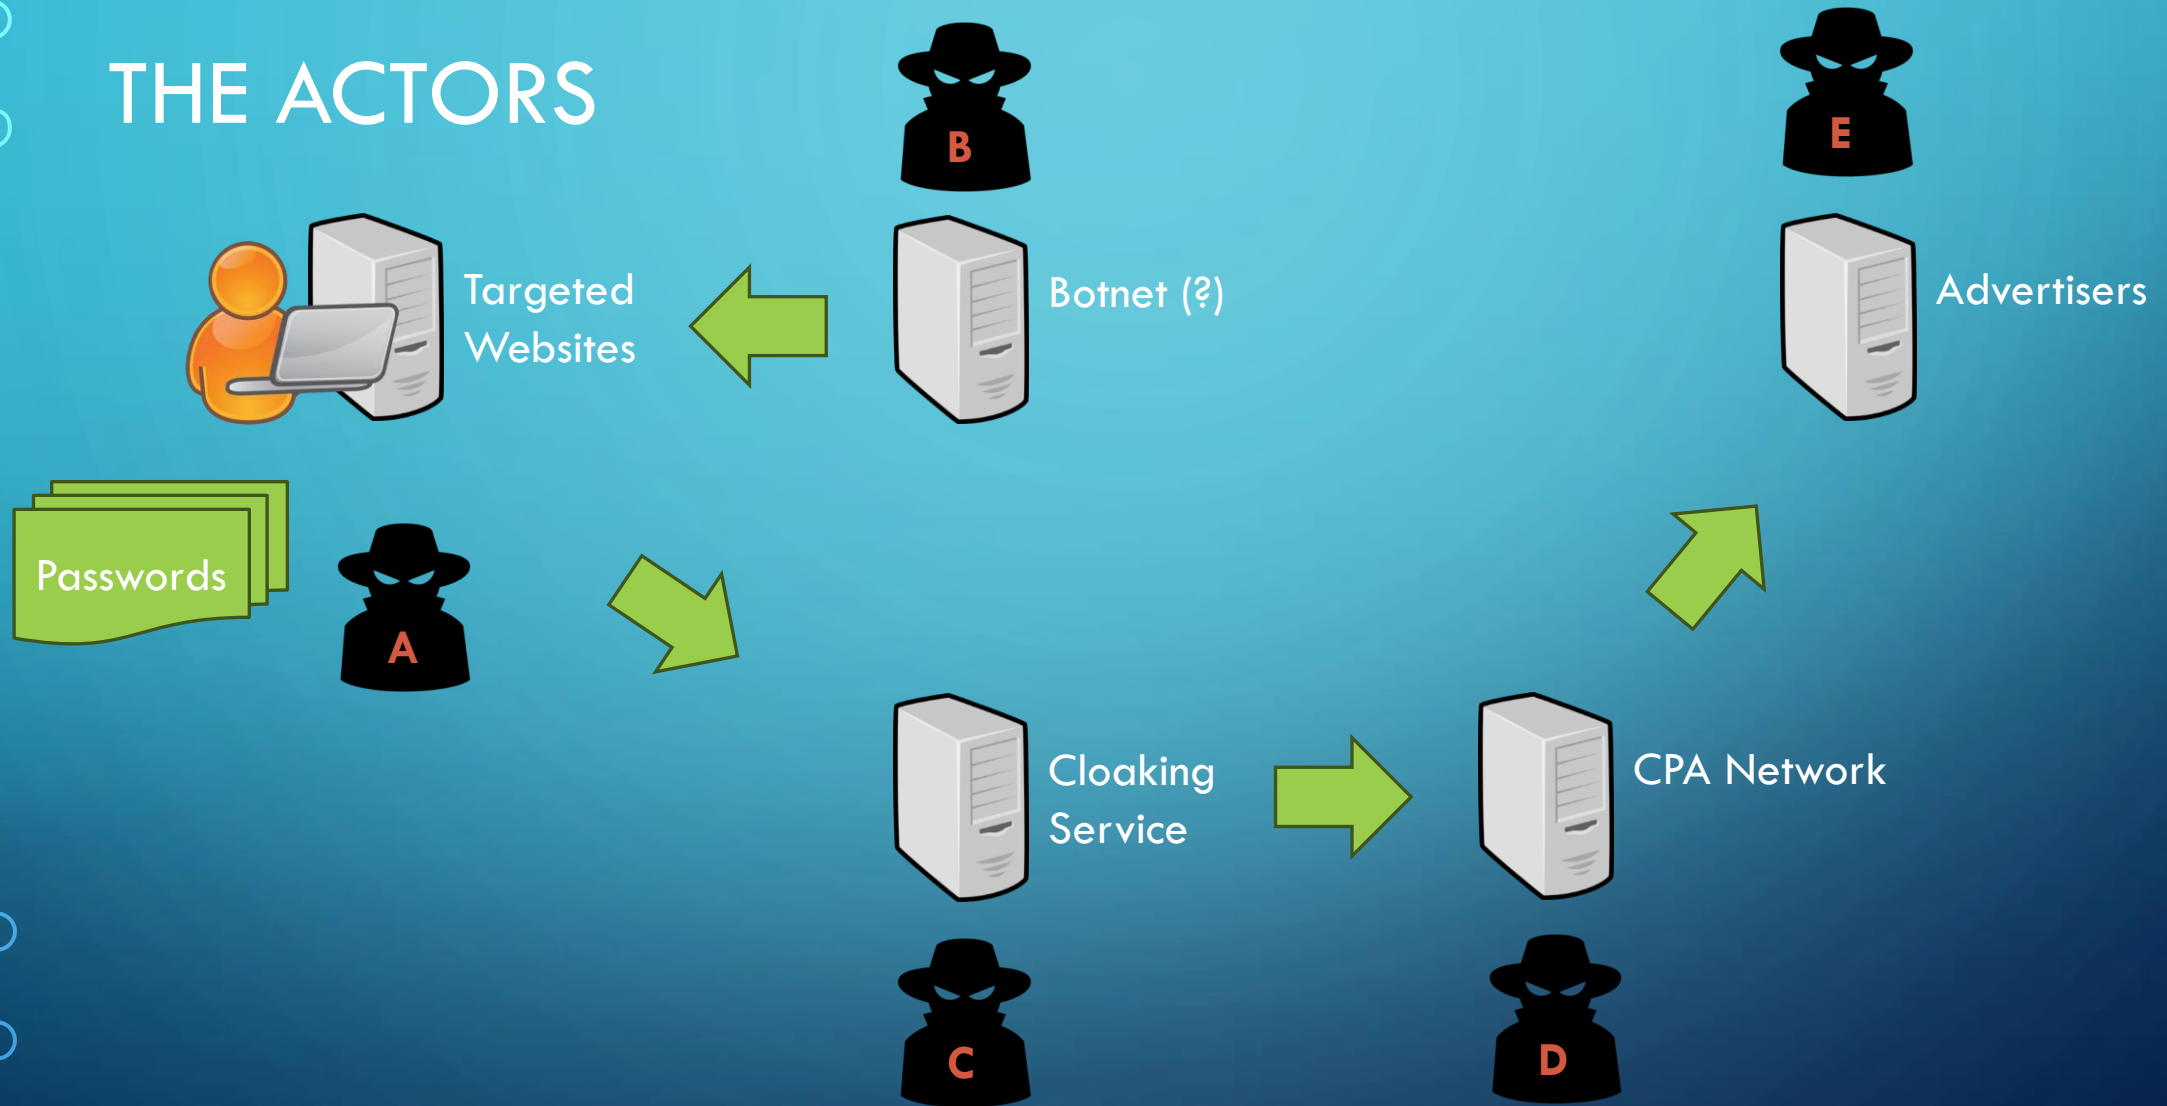 THE ACTORS
B
E
Targeted
Websites
Botnet (?)
Advertisers
Passwords
A
Cloaking
Service
CPA Network
C
D